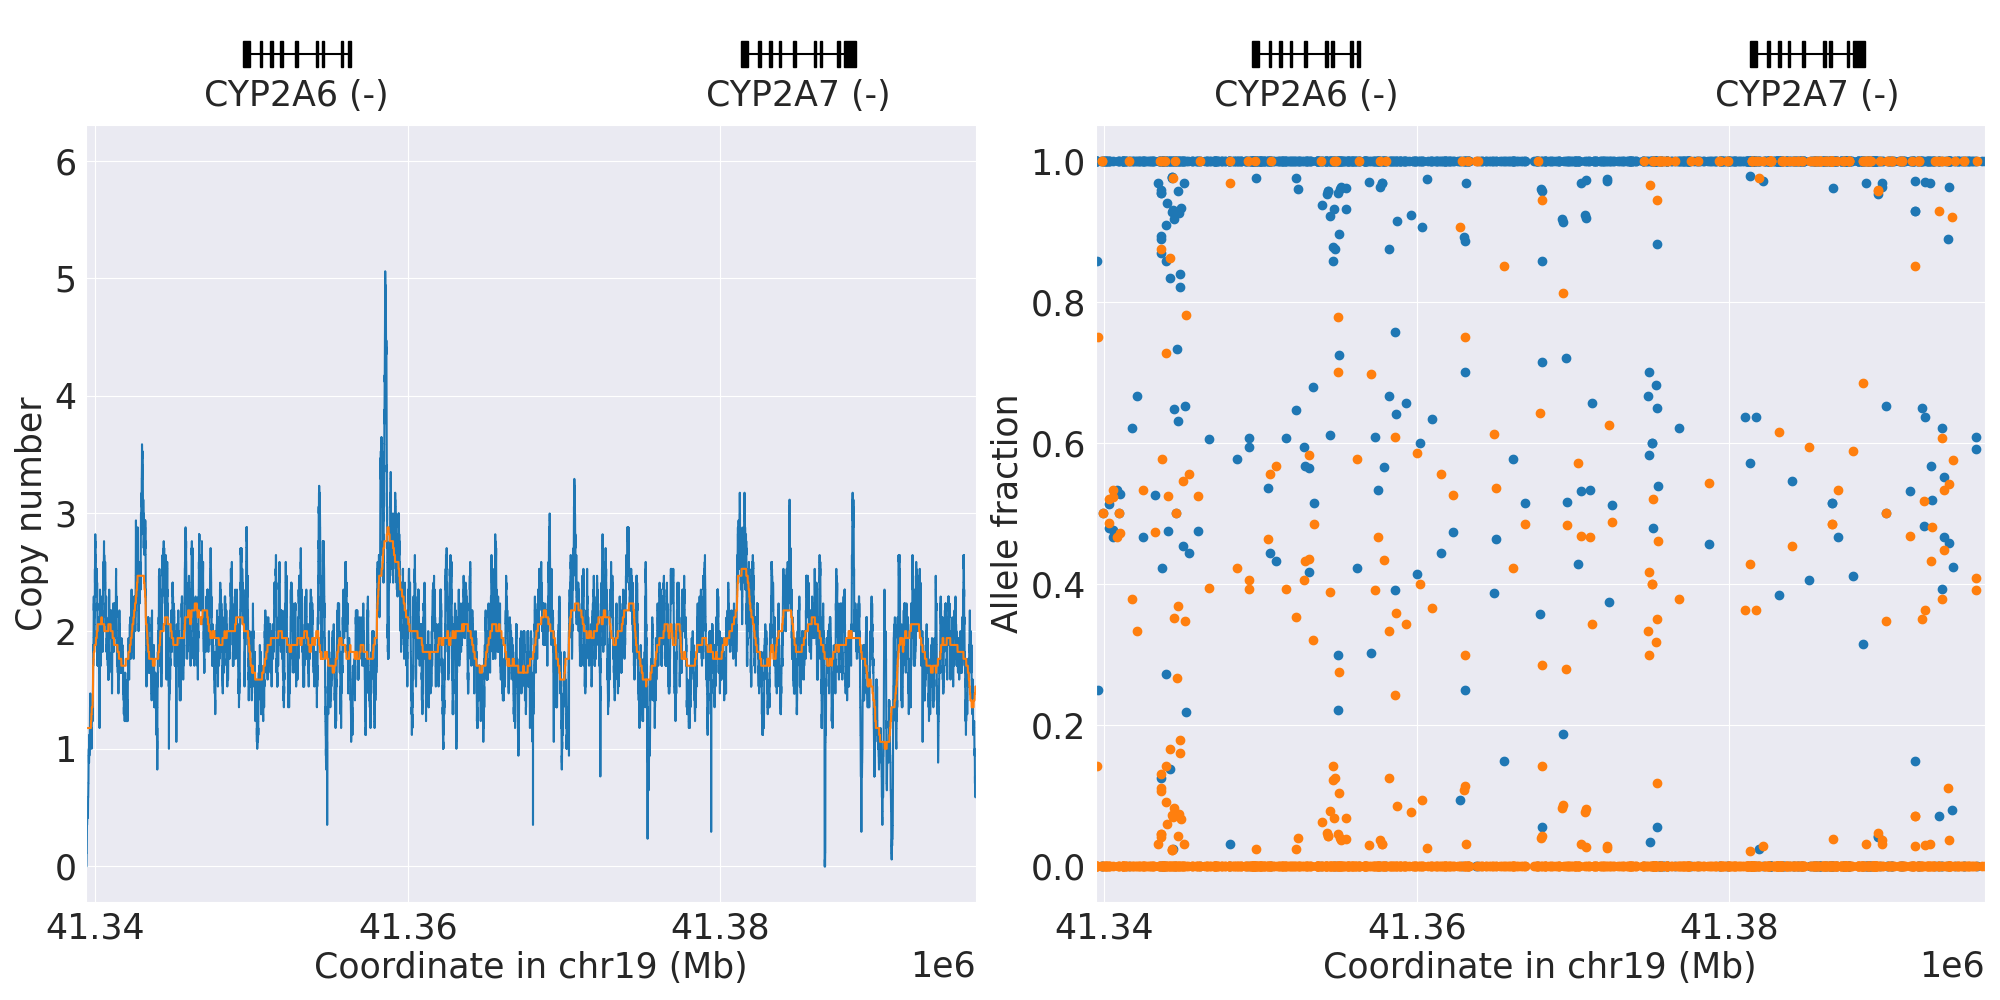 CYP2A6 (-)
CYP2A7 (-)
6
5
4
3
2
1
0
Copy number
41.34
41.36
41.38
Coordinate in chr19 (Mb)
1e6
CYP2A6 (-)
CYP2A7 (-)
1.0
0.8
0.6
0.4
0.2
0.0
Allele fraction
41.34
41.36
41.38
Coordinate in chr19 (Mb)
1e6